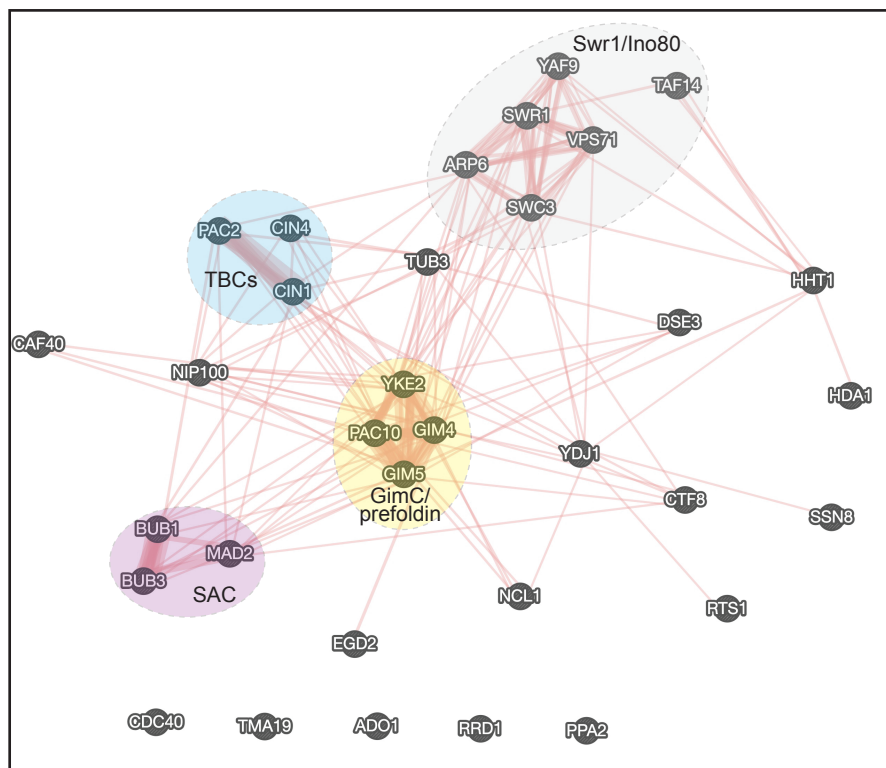 Swr1/Ino80
YAF9
TAF14
SWR1
VPS71
ARP6
SWC3
PAC2
CIN4
TBCs
CIN1
TUB3
HHT1
DSE3
CAF40
NIP100
YKE2
HDA1
PAC10
GIM4
YDJ1
GIM5
GimC/
prefoldin
CTF8
SSN8
BUB1
MAD2
BUB3
SAC
NCL1
RTS1
EGD2
CDC40
TMA19
ADO1
RRD1
PPA2